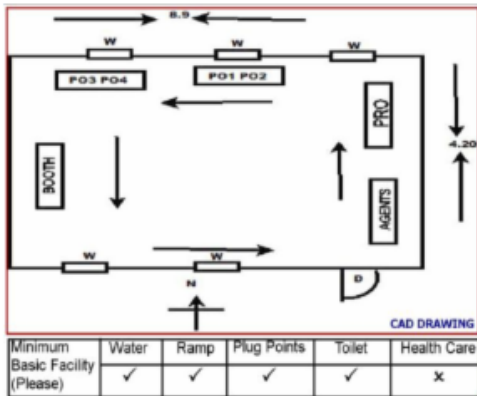 8.9
W
W
W
PO3 PO4
PO1 PO2
PRO
4.20
BOOTH
AGENTS
W
W
N
D
CAD DRAWING
Minimum Basic Facility (Please)
Water
Ramp
Plug Points
Toilet
Health Care
✓
✓
✓
✓
x